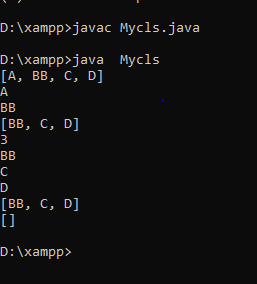 D:\xampp>javac Mycls.java
D:\xampp>java  Mycls
[A, BB, C, D]
A
BB
[BB, C, D]
3
BB
C
D
[BB, C, D]
[]
D:\xampp>